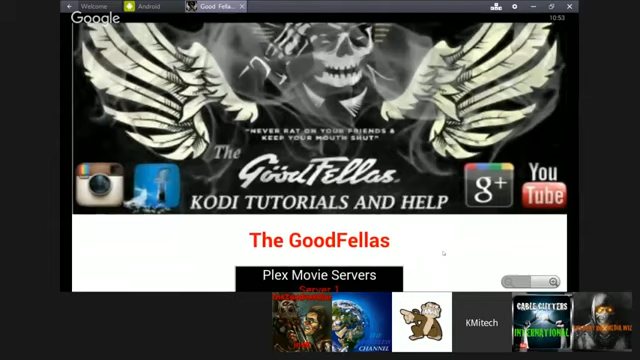 Welcome
Android
Good Fella...
Google
10:53
"NEVER RAT ON YOUR FRIENDS &
KEEP YOUR MOUTH SHUT"
The
GoodFellas
KODI TUTORIALS AND HELP
g+
You
Tube
The GoodFellas
Plex Movie Servers
Server 1
KMitech
CABLE CUTTERS
INTERNATIONAL
CHANNEL